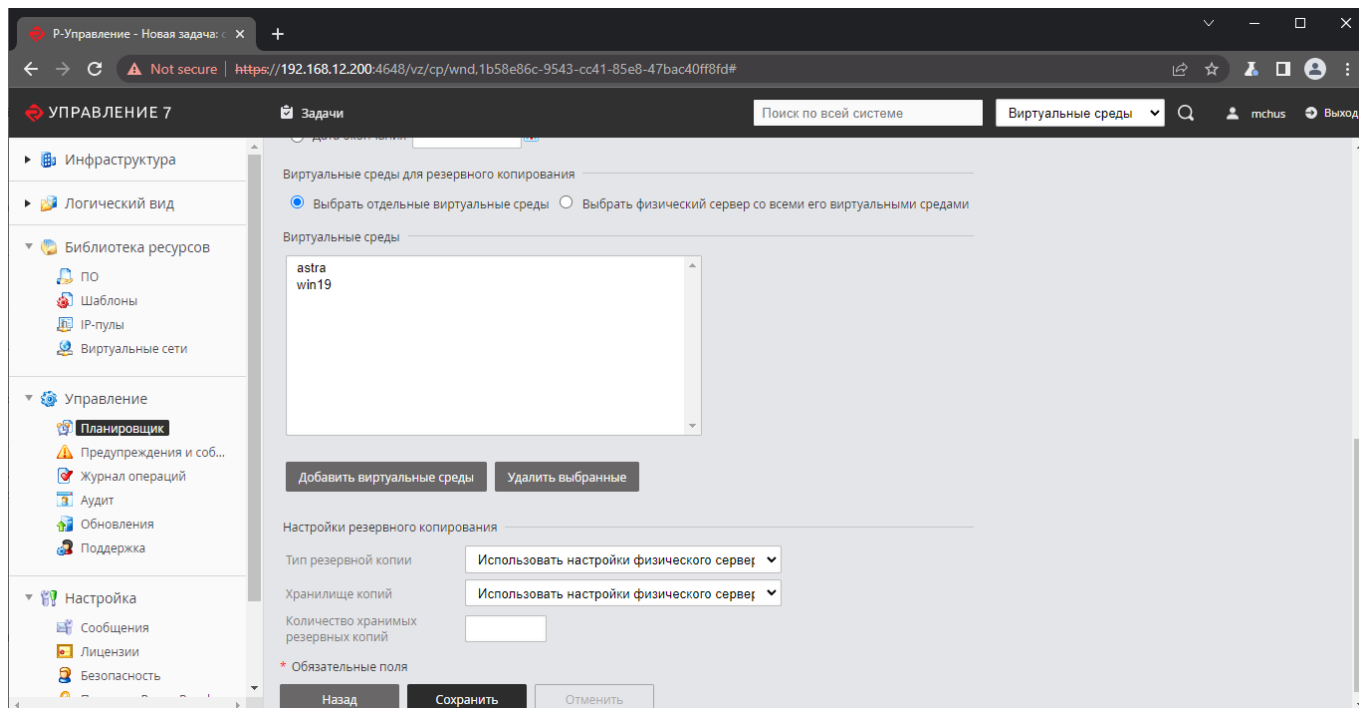 Р-Управление - Новая задача: с
Not secure | https://192.168.12.200:4648/vz/cp/wnd,1b58e86c-9543-cc41-85e8-47bac40ff8fd#
УПРАВЛЕНИЕ 7
Задачи
Поиск по всей системе
Виртуальные среды
mchus
Выход
Инфраструктура
Логический вид
Библиотека ресурсов
ПО
Шаблоны
IP-пулы
Виртуальные сети
Управление
Планировщик
Предупреждения и соб...
Журнал операций
Аудит
Обновления
Поддержка
Настройка
Сообщения
Лицензии
Безопасность
Виртуальные среды для резервного копирования
Выбрать отдельные виртуальные среды
Выбрать физический сервер со всеми его виртуальными средами
Виртуальные среды
astra
win19
Добавить виртуальные среды
Удалить выбранные
Настройки резервного копирования
Тип резервной копии
Использовать настройки физического сервер
Хранилище копий
Использовать настройки физического сервер
Количество хранимых
резервных копий
* Обязательные поля
Назад
Сохранить
Отменить